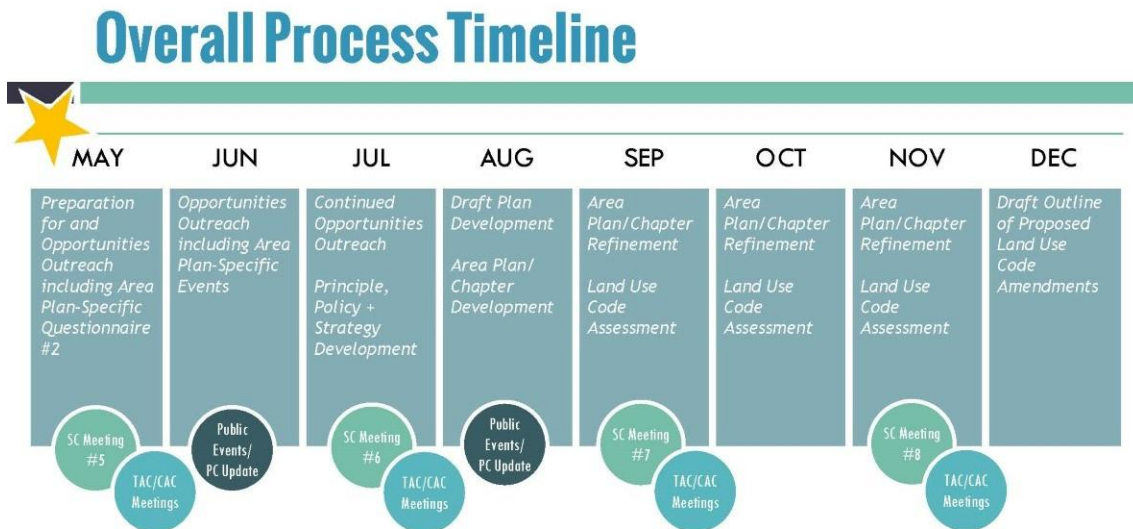 Overall Process Timeline
MAY
JUN
JUL
AUG
SEP
OCT
NOV
DEC
Preparation
for and
Opportunities
Outreach
including Area
Plan-Specific
Questionnaire
#2
Opportunities
Outreach
including Area
Plan-Specific
Events
Continued
Opportunities
Outreach
Principle,
Policy +
Strategy
Development
Draft Plan
Development
Area Plan/
Chapter
Development
Area
Plan/Chapter
Refinement
Land Use
Code
Assessment
Area
Plan/Chapter
Refinement
Land Use
Code
Assessment
Area
Plan/Chapter
Refinement
Land Use
Code
Assessment
Draft Outline
of Proposed
Land Use
Code
Amendments
SC Meeting
#5
TAC/CAC
Meetings
Public
Events/
PC Update
SC Meeting
#6
TAC/CAC
Meetings
Public
Events/
PC Update
SC Meeting
#7
TAC/CAC
Meetings
SC Meeting
#8
TAC/CAC
Meetings